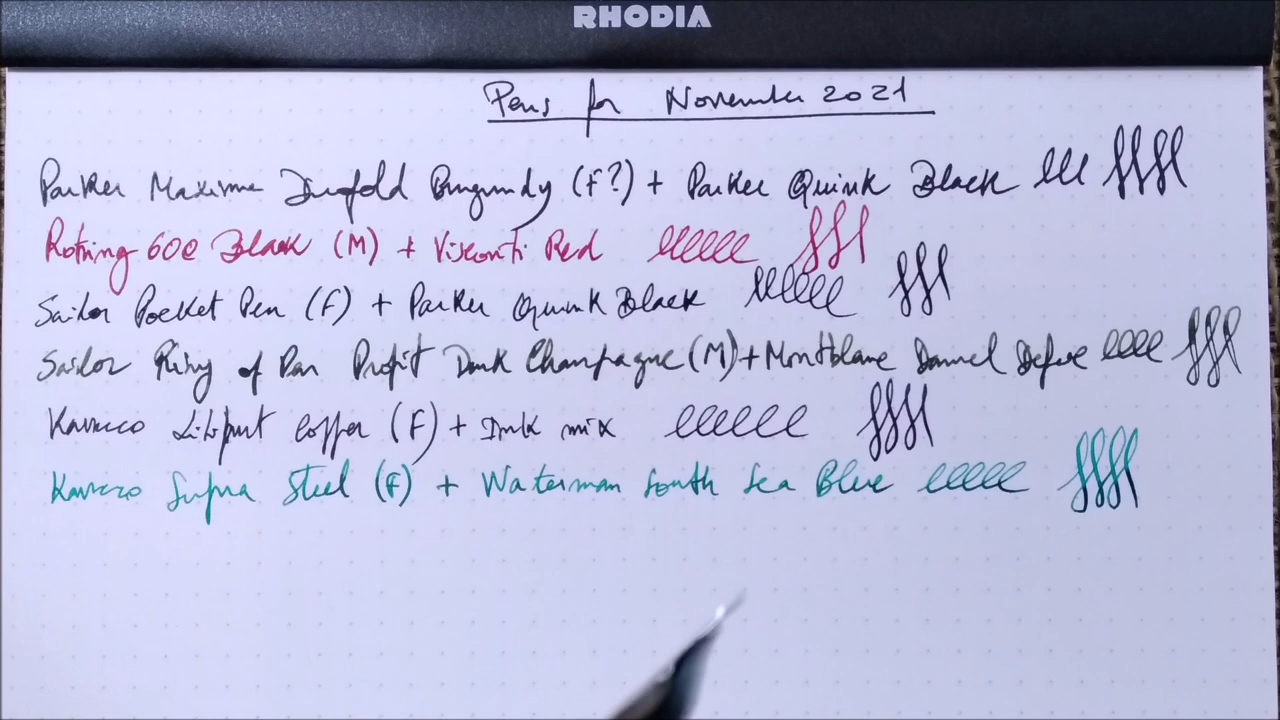 RHODIA
Pens for November 2021
Parker Maxima Duofold Burgundy (F?) + Parker Quink Black
Rotring 600 Black (M) + Visconti Red
Sailor Pocket Pen (F) + Parker Quink Black
Sailor King of Pen Profit Dark Champagne (M) + Montblanc Daniel Defoe
Kaweco Liliput Copper (F) + Ink mix
Kaweco Supra Steel (F) + Waterman South Sea Blue